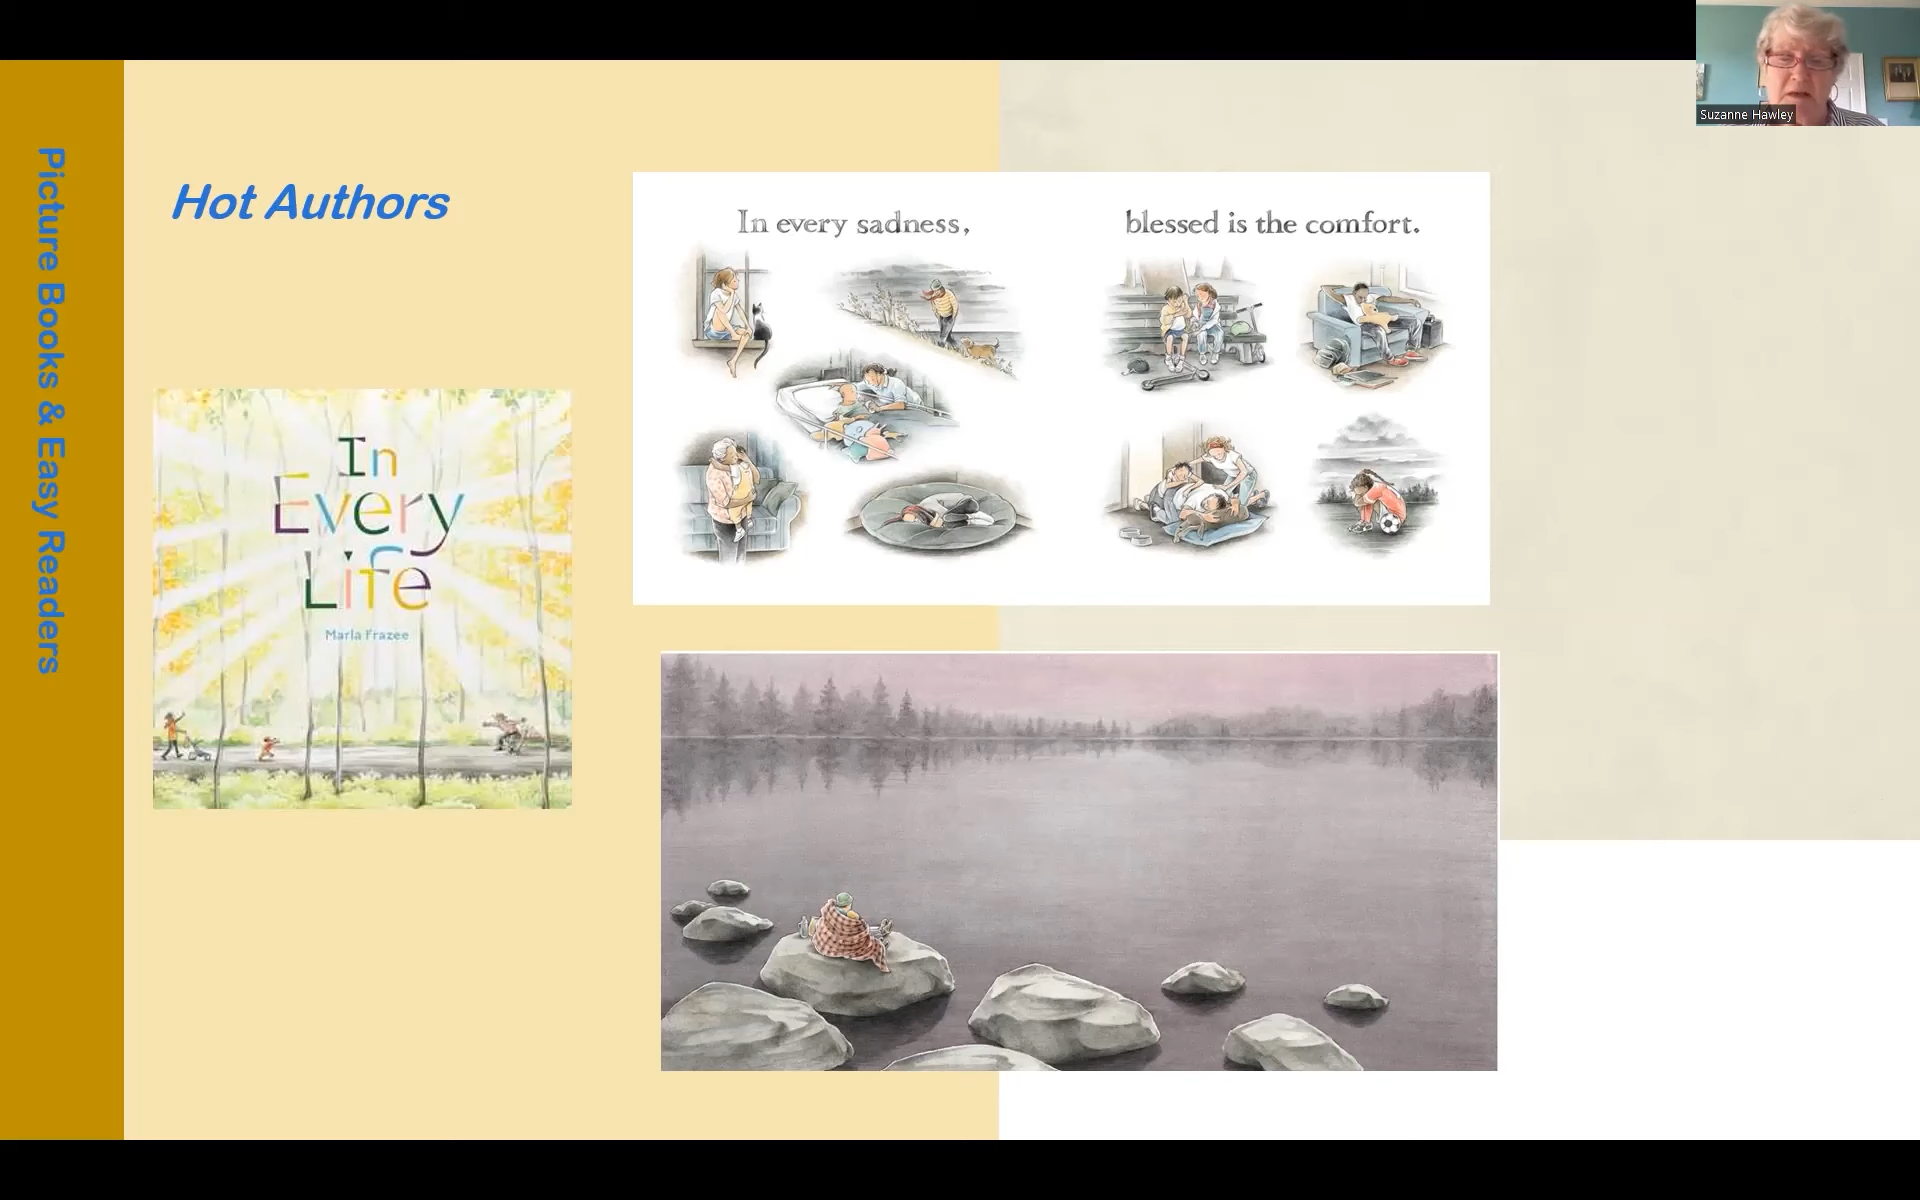 Suzanne Hawley
Picture Books & Easy Readers
Hot Authors
In
Every
Life
Marla Frazee
In every sadness,
blessed is the comfort.